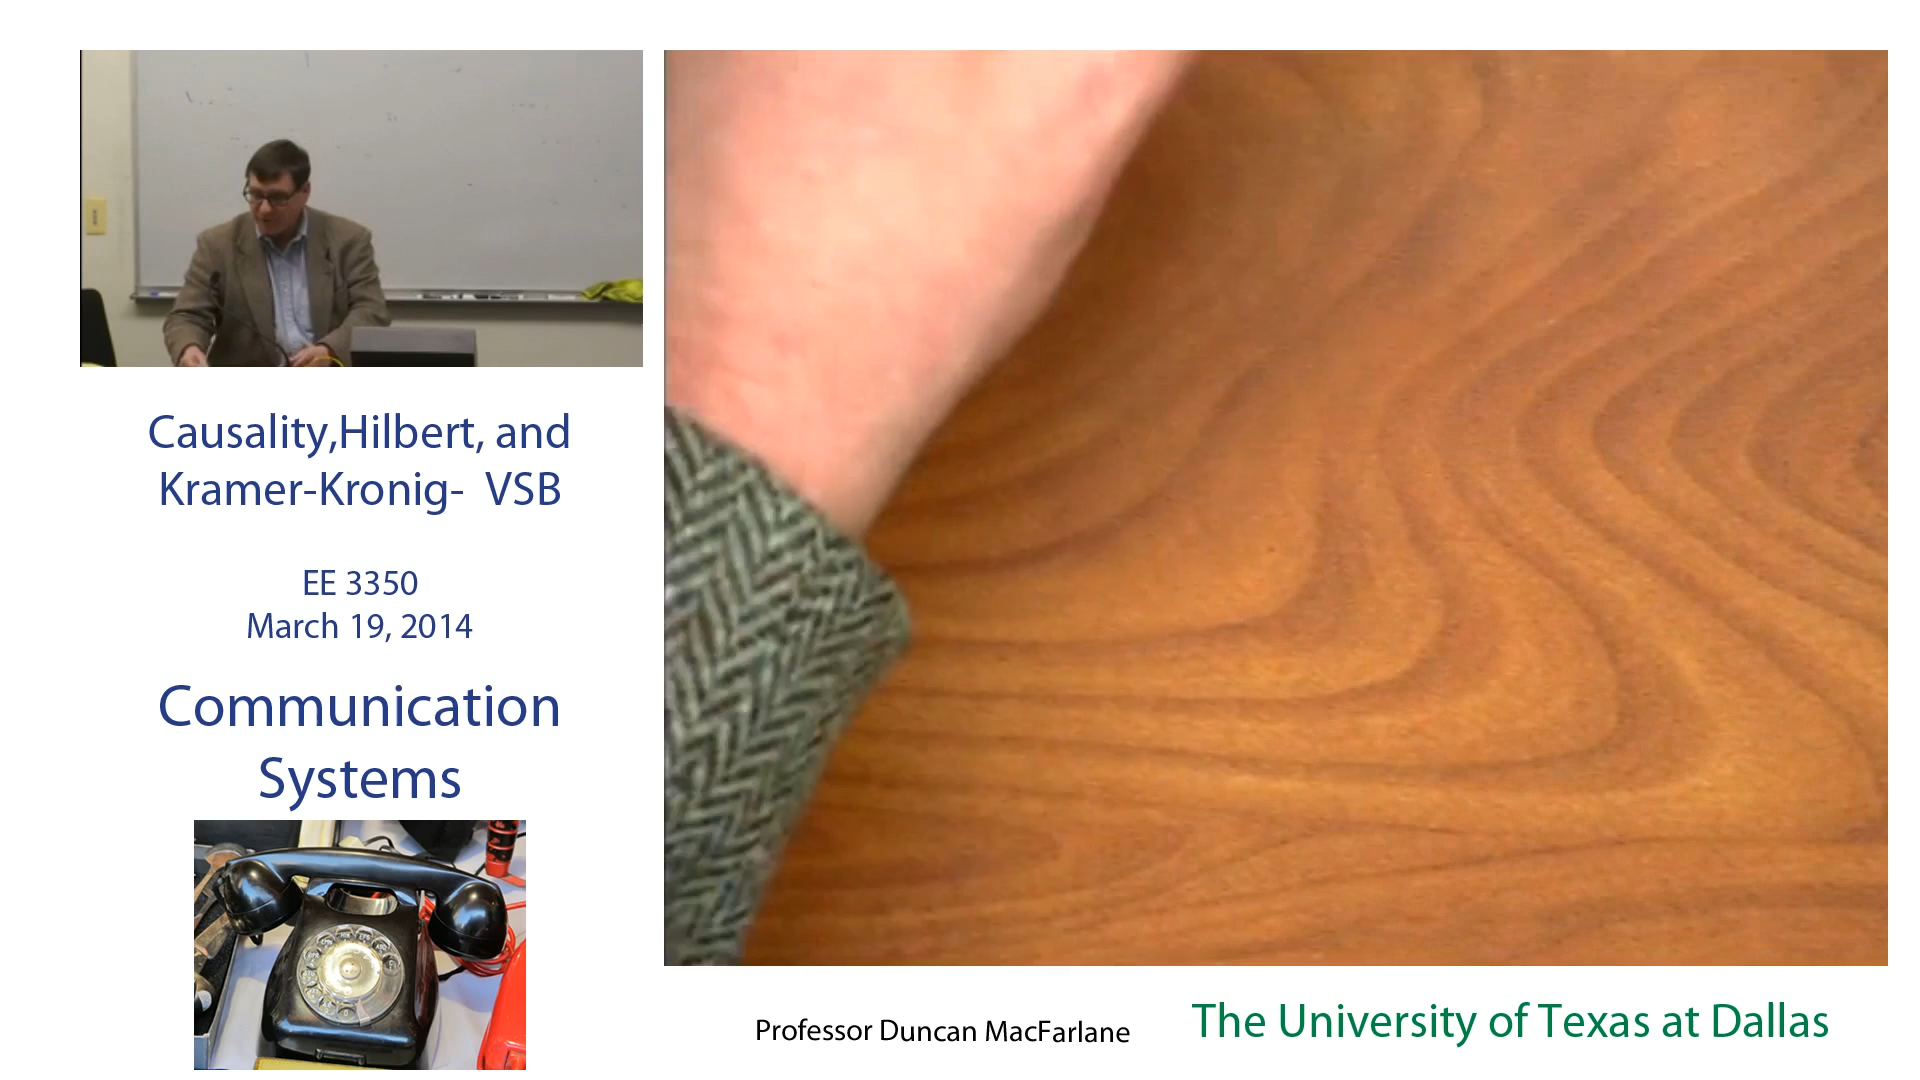 Causality,Hilbert, and
Kramer-Kronig-  VSB
EE 3350
March 19, 2014
Communication
Systems
Professor Duncan MacFarlane
The University of Texas at Dallas